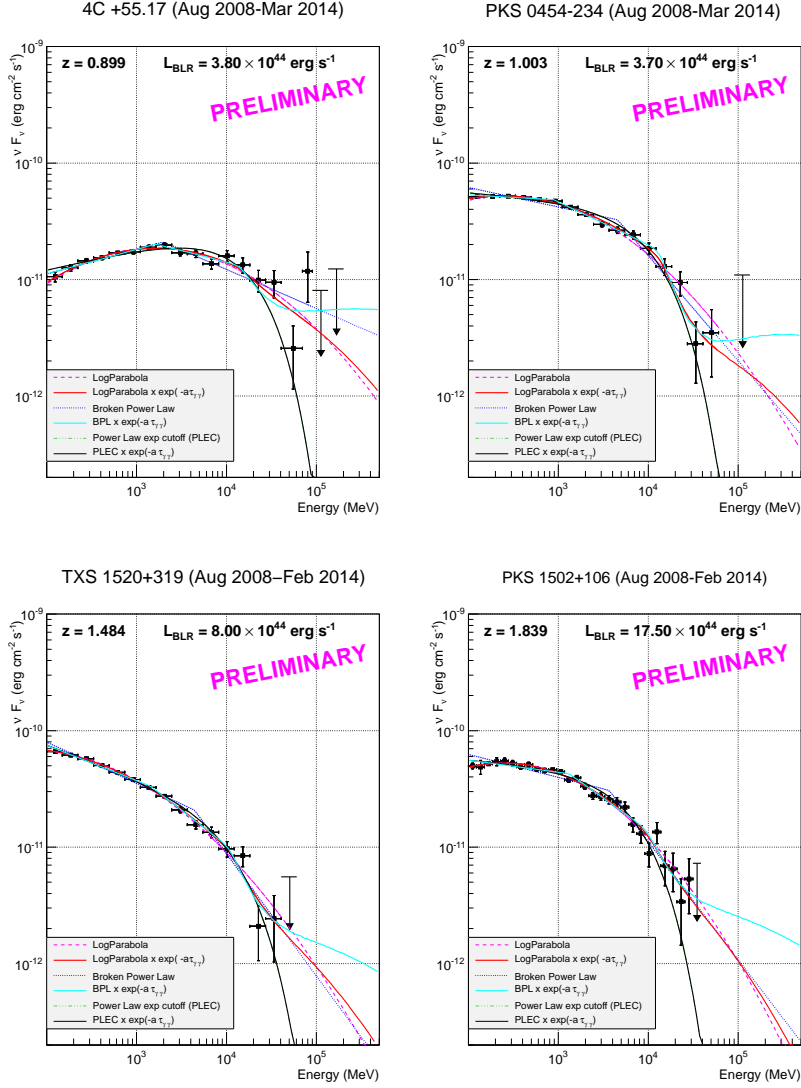 4C +55.17 (Aug 2008-Mar 2014)
z = 0.899 L_BLR = 3.80 × 10^44 erg s^-1
PRELIMINARY
ν F_ν (erg cm^-2 s^-1)
10^-9
10^-10
10^-11
10^-12
LogParabola
LogParabola x exp( -aτ_γγ)
Broken Power Law
BPL x exp(-a τ_γγ)
Power Law exp cutoff (PLEC)
PLEC x exp(-a τ_γγ)
10^3 10^4 10^5
Energy (MeV)
PKS 0454-234 (Aug 2008-Mar 2014)
z = 1.003 L_BLR = 3.70 × 10^44 erg s^-1
PRELIMINARY
ν F_ν (erg cm^-2 s^-1)
10^-9
10^-10
10^-11
10^-12
LogParabola
LogParabola x exp( -aτ_γγ)
Broken Power Law
BPL x exp(-a τ_γγ)
Power Law exp cutoff (PLEC)
PLEC x exp(-a τ_γγ)
10^3 10^4 10^5
Energy (MeV)
TXS 1520+319 (Aug 2008−Feb 2014)
z = 1.484 L_BLR = 8.00 × 10^44 erg s^-1
PRELIMINARY
ν F_ν (erg cm^-2 s^-1)
10^-9
10^-10
10^-11
10^-12
LogParabola
LogParabola x exp( -aτ_γγ)
Broken Power Law
BPL x exp(-a τ_γγ)
Power Law exp cutoff (PLEC)
PLEC x exp(-a τ_γγ)
10^3 10^4 10^5
Energy (MeV)
PKS 1502+106 (Aug 2008-Feb 2014)
z = 1.839 L_BLR = 17.50 × 10^44 erg s^-1
PRELIMINARY
ν F_ν (erg cm^-2 s^-1)
10^-9
10^-10
10^-11
10^-12
LogParabola
LogParabola x exp( -aτ_γγ)
Broken Power Law
BPL x exp(-a τ_γγ)
Power Law exp cutoff (PLEC)
PLEC x exp(-a τ_γγ)
10^3 10^4 10^5
Energy (MeV)